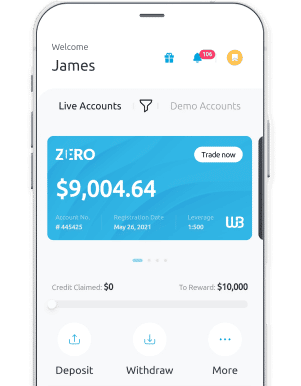 Welcome
James
106
Live Accounts
Demo Accounts
ZERO
Trade now
$9,004.64
Account No.
Registration Date
Leverage
# 445425
May 26, 2021
1:500
WB
Credit Claimed: $0
To Reward: $10,000
Deposit
Withdraw
More